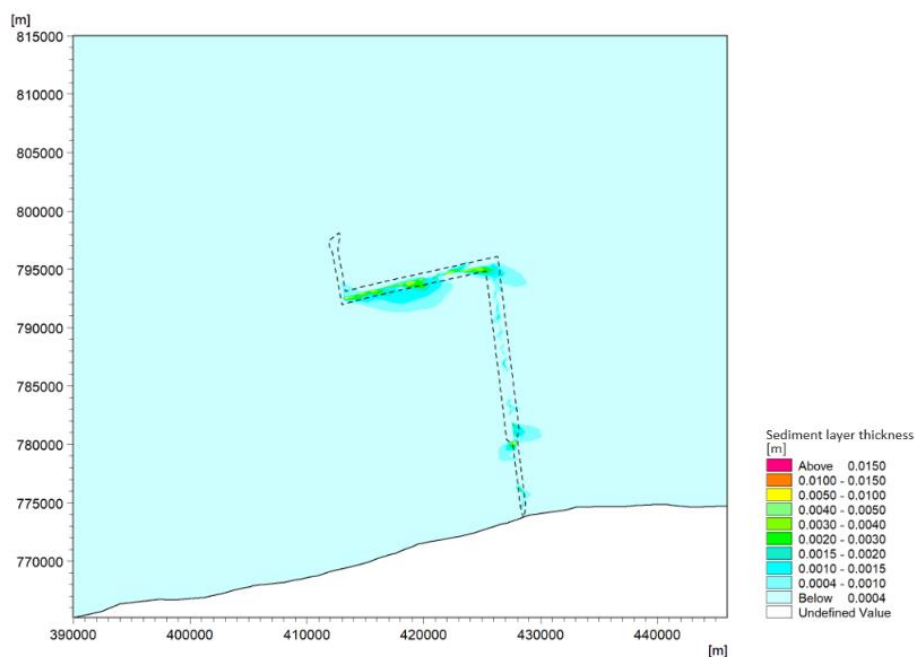 [m]
815000
810000
805000
800000
795000
790000
785000
780000
775000
770000
390000 400000 410000 420000 430000 440000
[m]
Sediment layer thickness
[m]
Above 0.0150
0.0100 - 0.0150
0.0050 - 0.0100
0.0040 - 0.0050
0.0030 - 0.0040
0.0020 - 0.0030
0.0015 - 0.0020
0.0010 - 0.0015
0.0004 - 0.0010
Below 0.0004
Undefined Value